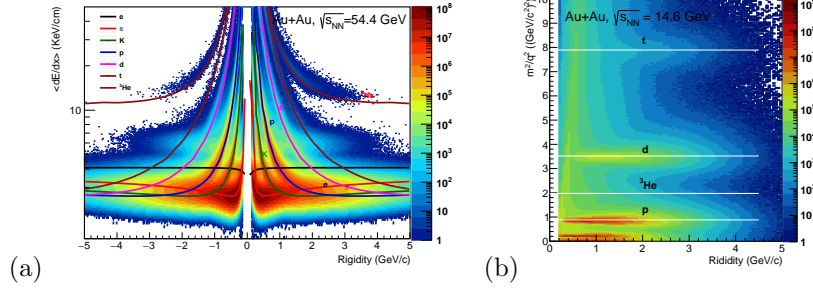 Au+Au, √sNN=54.4 GeV
<dE/dx> (KeV/cm)
e
π
K
p
d
t
³He
10
e
p
−5 −4 −3 −2 −1 0 1 2 3 4 5
Rigidity (GeV/c)
10⁸
10⁷
10⁶
10⁵
10⁴
10³
10²
10
1
(a)
Au+Au, √sNN = 14.6 GeV
m²/q² ((GeV/c²)²)
t
d
³He
p
9
8
7
6
5
4
3
2
1
0
0 1 2 3 4 5
Rididity (GeV/c)
10
1
(b)